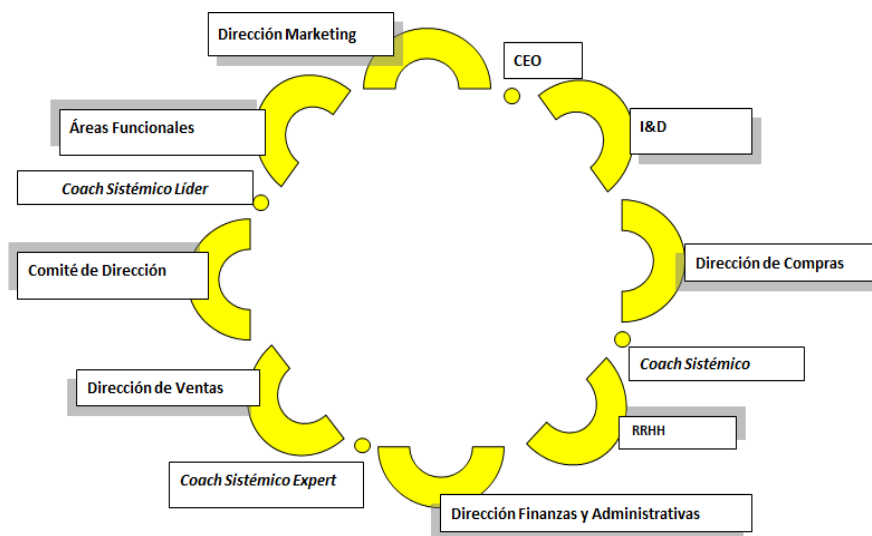 Dirección Marketing
CEO
Áreas Funcionales
I&D
Coach Sistémico Líder
Comité de Dirección
Dirección de Compras
Coach Sistémico
Dirección de Ventas
RRHH
Coach Sistémico Expert
Dirección Finanzas y Administrativas